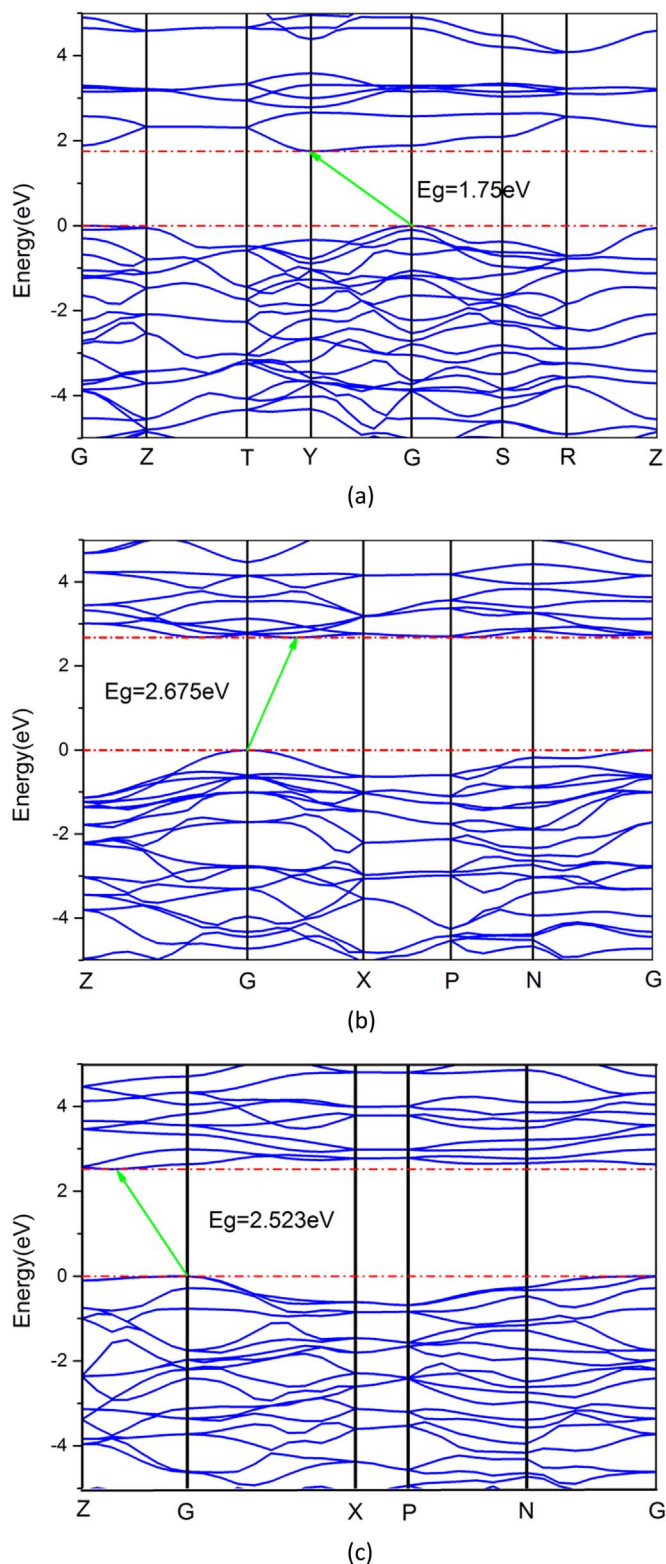 4
2
0
-2
-4
Energy(eV)
Eg=1.75eV
G Z T Y G S R Z
(a)
4
2
0
-2
-4
Energy(eV)
Eg=2.675eV
Z G X P N G
(b)
4
2
0
-2
-4
Energy(eV)
Eg=2.523eV
Z G X P N G
(c)